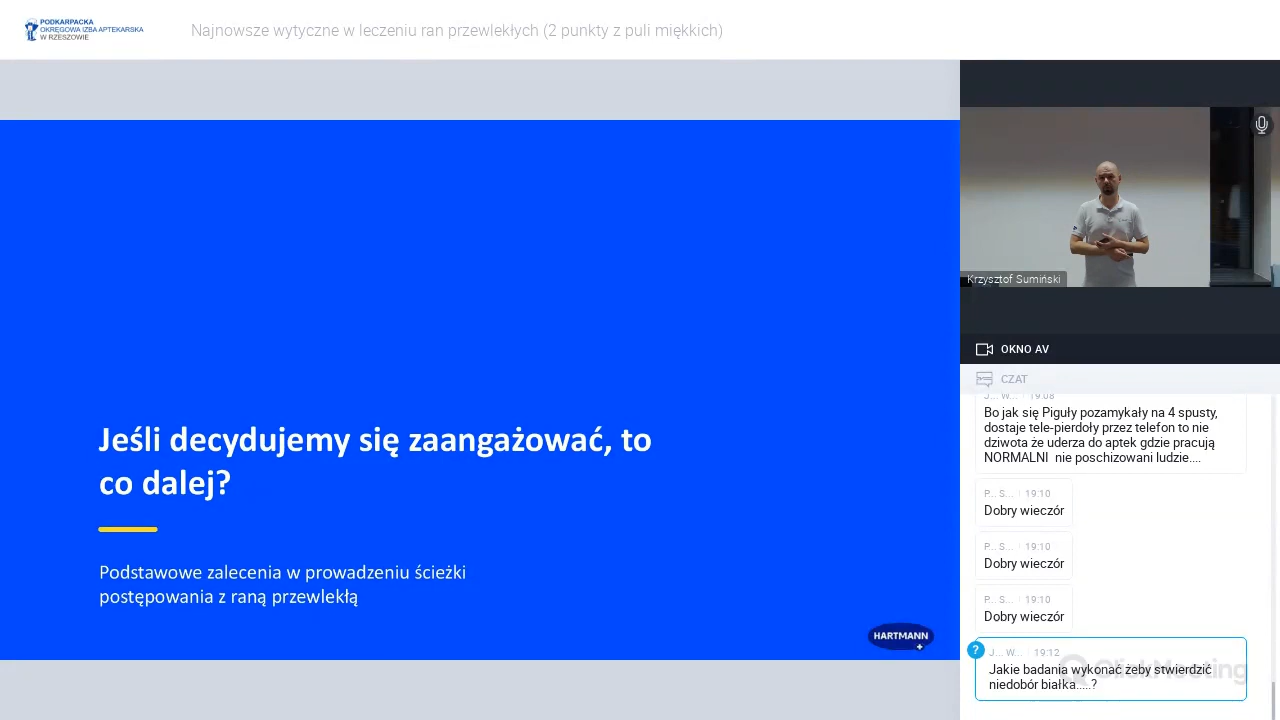 PODKARPACKA
OKRĘGOWA IZBA APTEKARSKA
W RZESZOWIE
Najnowsze wytyczne w leczeniu ran przewlekłych (2 punkty z puli miękkich)
Jeśli decydujemy się zaangażować, to
co dalej?
Podstawowe zalecenia w prowadzeniu ścieżki
postępowania z raną przewlekłą
HARTMANN
Krzysztof Sumiński
OKNO AV
CZAT
J... W... 19:08
Bo jak się Piguły pozamykały na 4 spusty,
dostaje tele-pierdoły przez telefon to nie
dziwota że uderza do aptek gdzie pracują
NORMALNI nie poschizowani ludzie....
P... S... 19:10
Dobry wieczór
P... S... 19:10
Dobry wieczór
P... S... 19:10
Dobry wieczór
? J... W... 19:12
Jakie badania wykonać żeby stwierdzić
niedobór białka.....?
ClickMeeting